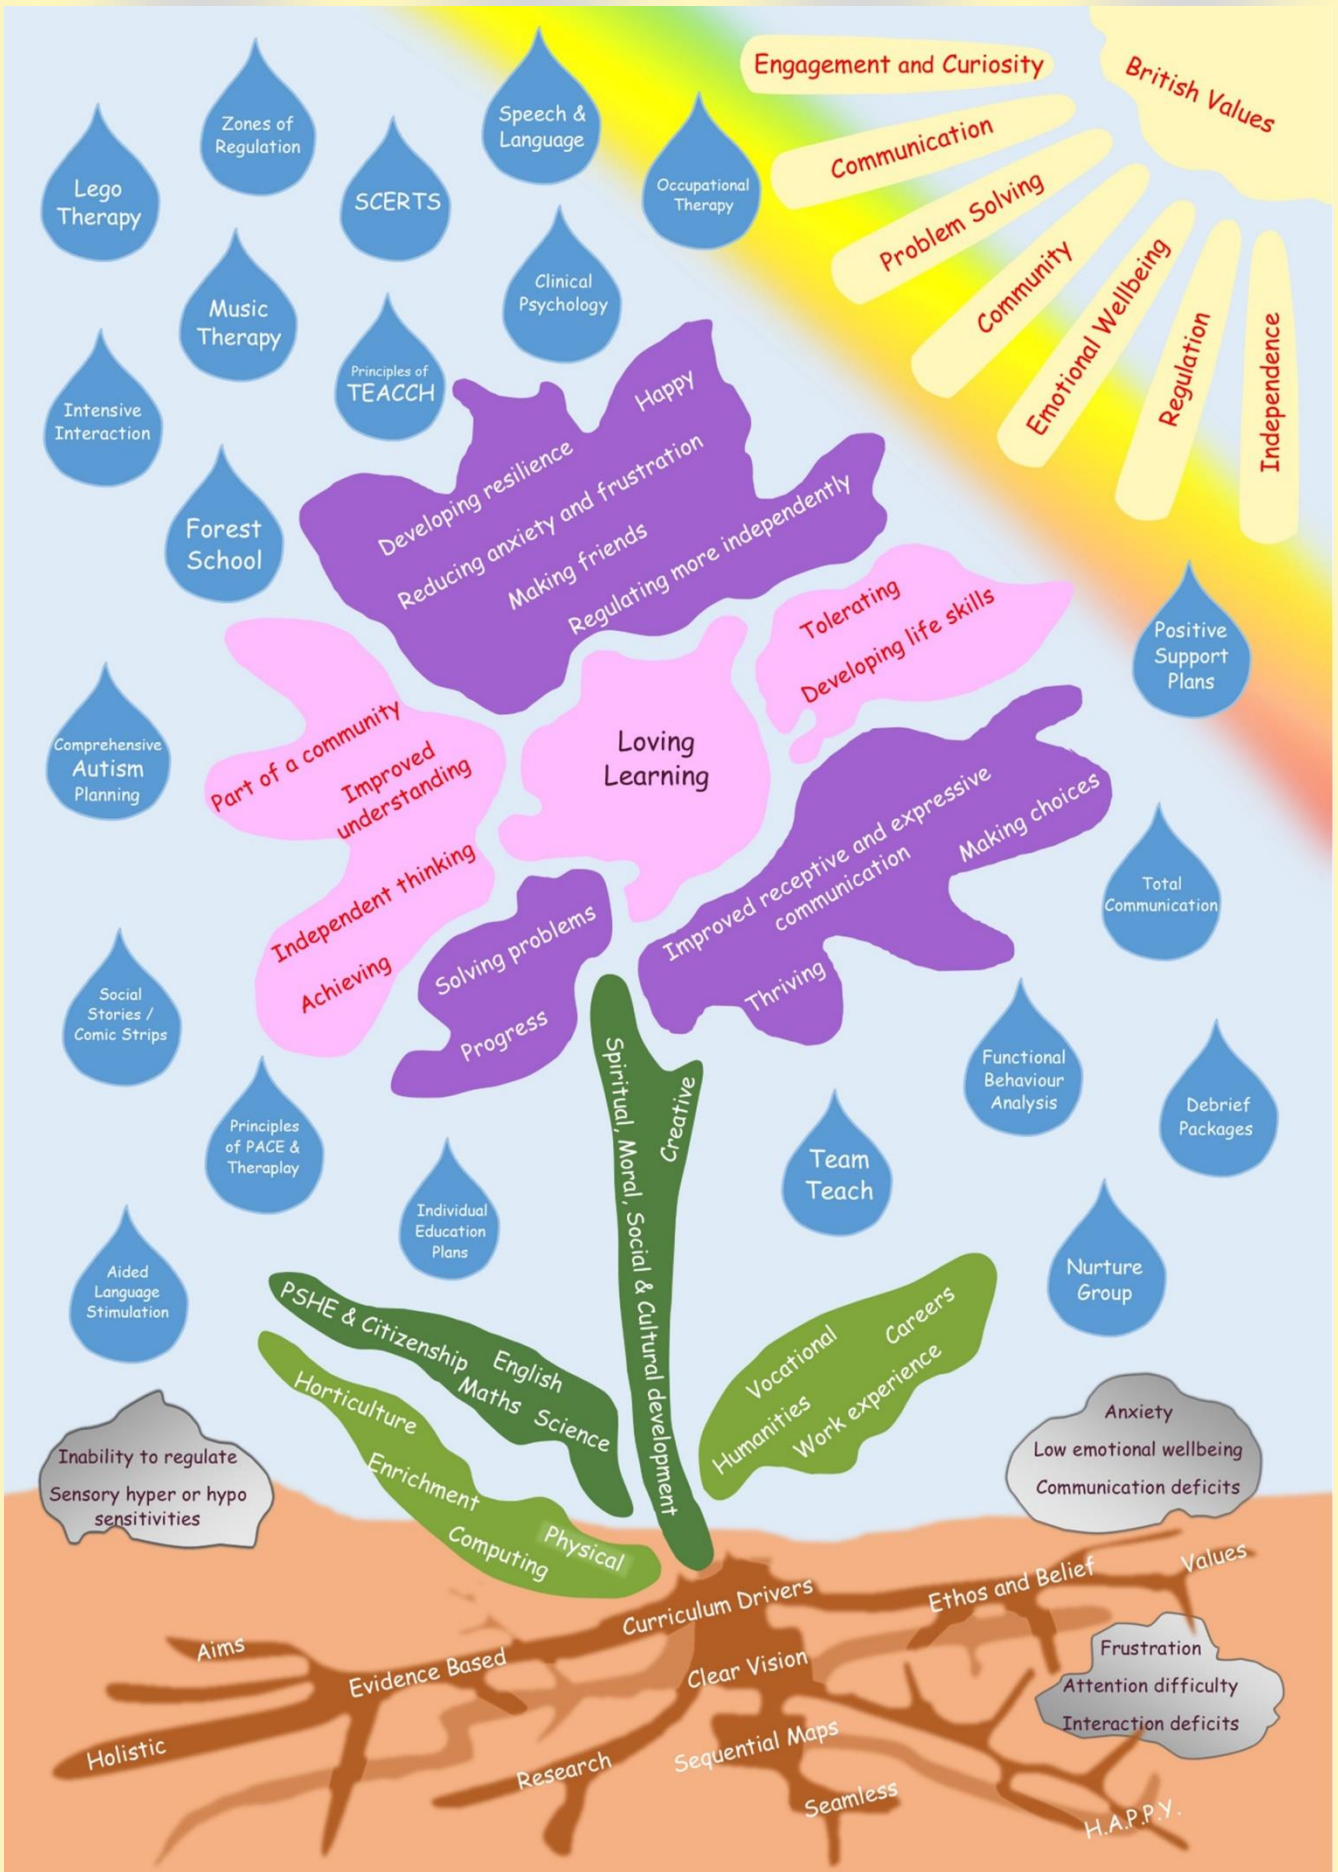 Engagement and Curiosity
British Values
Communication
Problem Solving
Community
Emotional Wellbeing
Regulation
Independence
Lego
Therapy
Zones of
Regulation
SCERTS
Speech &
Language
Occupational
Therapy
Music
Therapy
Clinical
Psychology
Intensive
Interaction
Principles of
TEACCH
Forest
School
Happy
Developing resilience
Reducing anxiety and frustration
Making friends
Regulating more independently
Tolerating
Developing life skills
Positive
Support
Plans
Part of a community
Improved
understanding
Independent thinking
Achieving
Loving
Learning
Comprehensive
Autism
Planning
Improved receptive and expressive
communication
Making choices
Thriving
Solving problems
Progress
Total
Communication
Social
Stories /
Comic Strips
Functional
Behaviour
Analysis
Debrief
Packages
Principles
of PACE &
Theraplay
Individual
Education
Plans
Team
Teach
Nurture
Group
Aided
Language
Stimulation
Spiritual, Moral, Social & Cultural development
Creative
PSHE & Citizenship
English
Maths
Science
Horticulture
Enrichment
Computing
Physical
Vocational
Careers
Humanities
Work experience
Inability to regulate
Sensory hyper or hypo
sensitivities
Anxiety
Low emotional wellbeing
Communication deficits
Curriculum Drivers
Ethos and Belief
Values
Aims
Evidence Based
Clear Vision
Frustration
Attention difficulty
Interaction deficits
Holistic
Research
Sequential Maps
Seamless
H.A.P.P.Y.